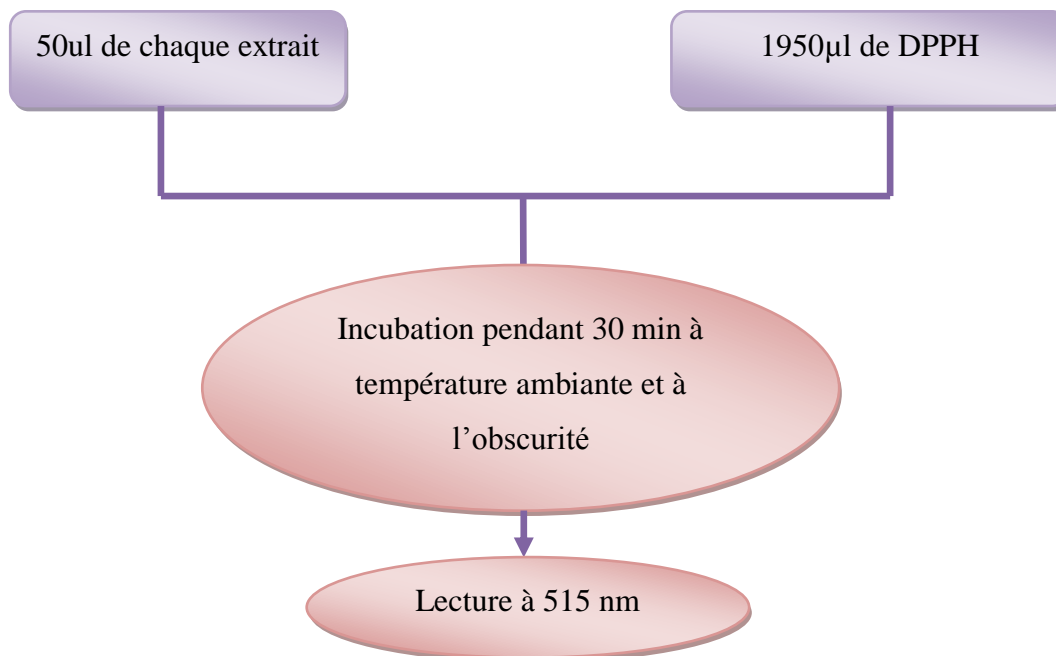 50ul de chaque extrait
1950µl de DPPH
Incubation pendant 30 min à
température ambiante et à
l’obscurité
Lecture à 515 nm